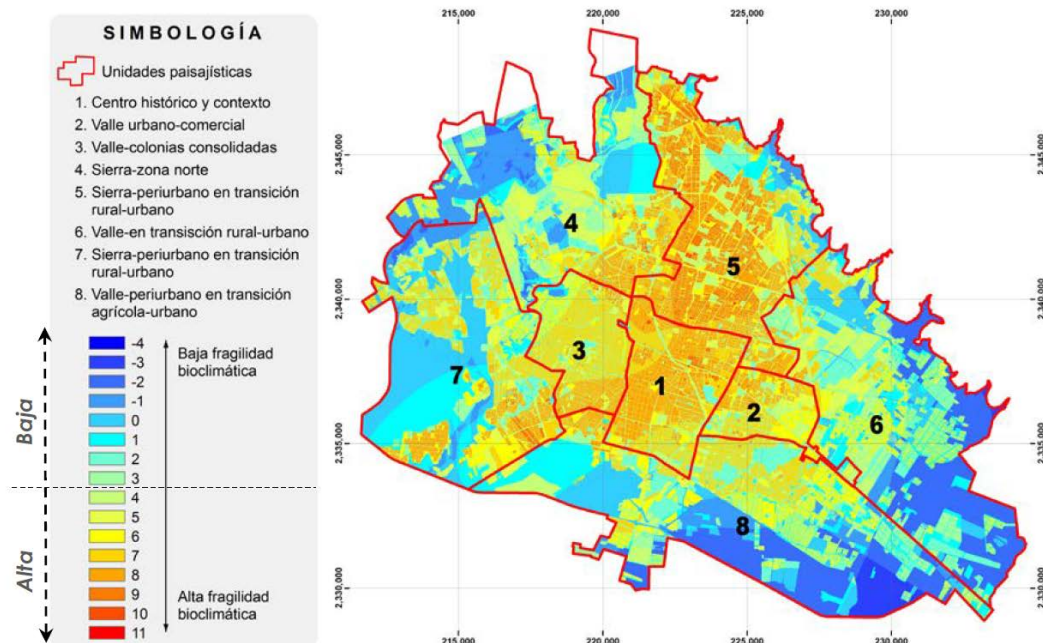 SIMBOLOGÍA
Unidades paisajísticas
1. Centro histórico y contexto
2. Valle urbano-comercial
3. Valle-colonias consolidadas
4. Sierra-zona norte
5. Sierra-periurbano en transición
rural-urbano
6. Valle-en transisción rural-urbano
7. Sierra-periurbano en transición
rural-urbano
8. Valle-periurbano en transición
agrícola-urbano
Baja
Alta
-4
-3
-2
-1
0
1
2
3
4
5
6
7
8
9
10
11
Baja fragilidad
bioclimática
Alta fragilidad
bioclimática
215,000
220,000
225,000
230,000
2,345,000
2,340,000
2,335,000
2,330,000
4
5
3
7
1
2
6
8
2,345,000
2,340,000
2,335,000
2,330,000
215,000
220,000
225,000
230,000